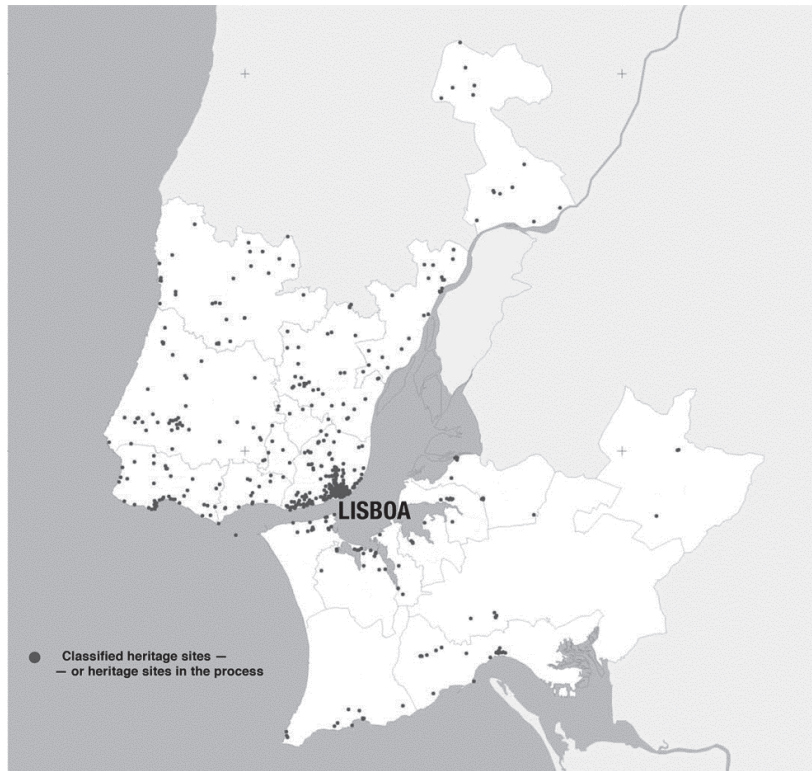 LISBOA
Classified heritage sites —
— or heritage sites in the process